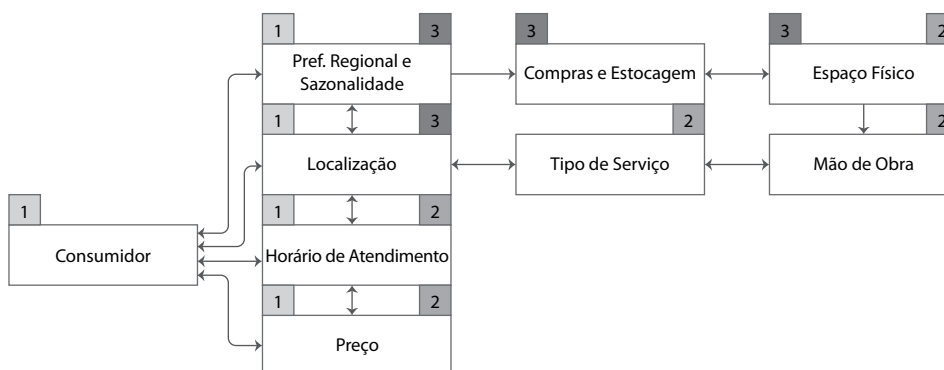 1 3 3 3 2
Pref. Regional e
Sazonalidade
Compras e Estocagem
Espaço Físico
1 3 2 2
Localização
Tipo de Serviço
Mão de Obra
1 1 2
Consumidor
Horário de Atendimento
1 2
Preço